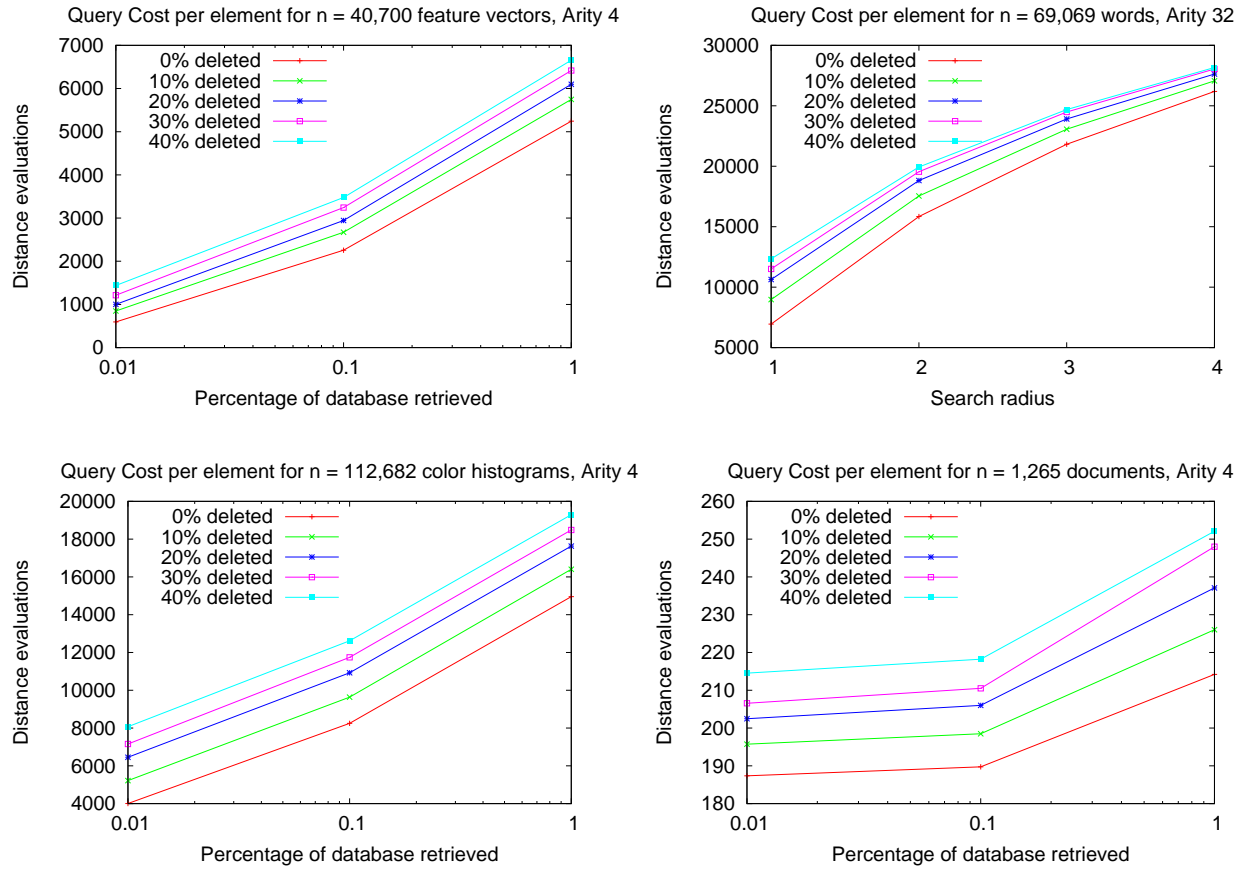 Query Cost per element for n = 40,700 feature vectors, Arity 4
7000
6000
5000
4000
3000
2000
1000
0
0.01
0.1
1
Distance evaluations
Percentage of database retrieved
0% deleted
10% deleted
20% deleted
30% deleted
40% deleted
Query Cost per element for n = 69,069 words, Arity 32
30000
25000
20000
15000
10000
5000
1
2
3
4
Distance evaluations
Search radius
0% deleted
10% deleted
20% deleted
30% deleted
40% deleted
Query Cost per element for n = 112,682 color histograms, Arity 4
20000
18000
16000
14000
12000
10000
8000
6000
4000
0.01
0.1
1
Distance evaluations
Percentage of database retrieved
0% deleted
10% deleted
20% deleted
30% deleted
40% deleted
Query Cost per element for n = 1,265 documents, Arity 4
260
250
240
230
220
210
200
190
180
0.01
0.1
1
Distance evaluations
Percentage of database retrieved
0% deleted
10% deleted
20% deleted
30% deleted
40% deleted